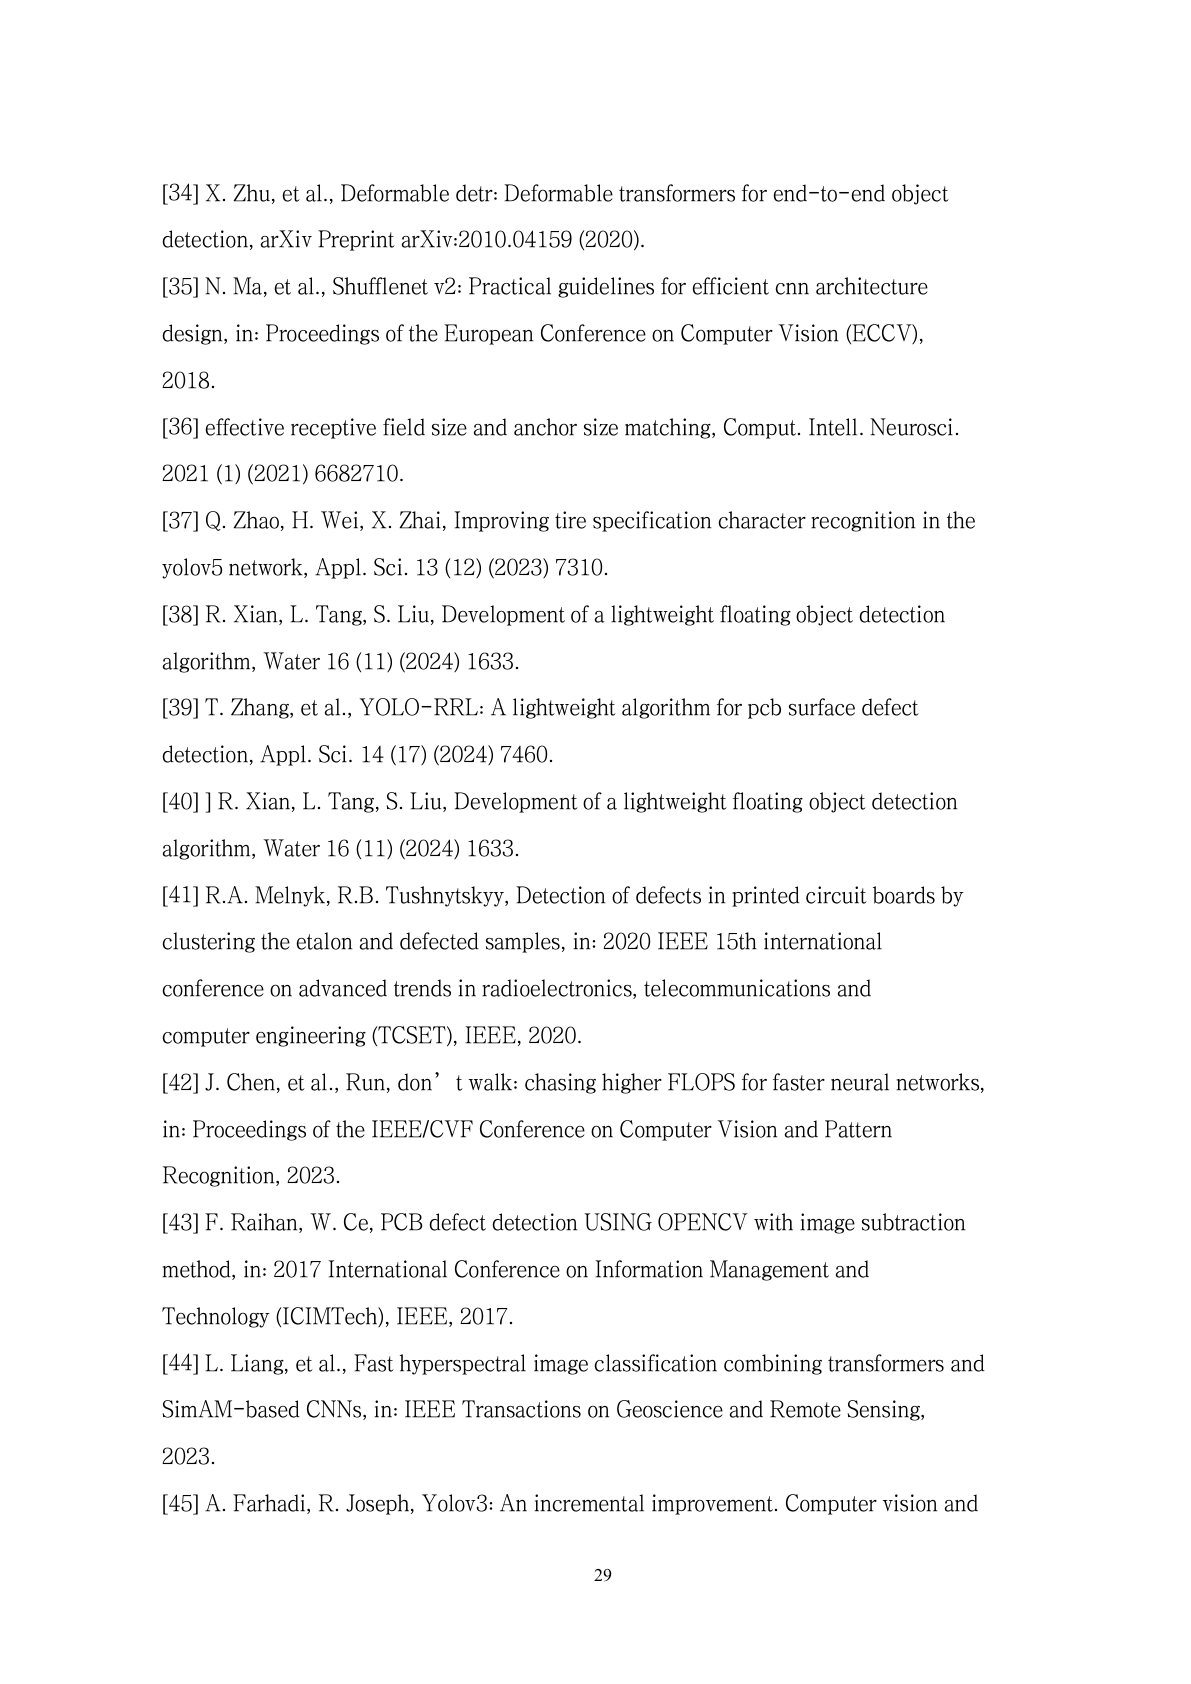 [34] X. Zhu, et al., Deformable detr: Deformable transformers for end-to-end object
detection, arXiv Preprint arXiv:2010.04159 (2020).
[35] N. Ma, et al., Shufflenet v2: Practical guidelines for efficient cnn architecture
design, in: Proceedings of the European Conference on Computer Vision (ECCV),
2018.
[36] effective receptive field size and anchor size matching, Comput. Intell. Neurosci.
2021 (1) (2021) 6682710.
[37] Q. Zhao, H. Wei, X. Zhai, Improving tire specification character recognition in the
yolov5 network, Appl. Sci. 13 (12) (2023) 7310.
[38] R. Xian, L. Tang, S. Liu, Development of a lightweight floating object detection
algorithm, Water 16 (11) (2024) 1633.
[39] T. Zhang, et al., YOLO-RRL: A lightweight algorithm for pcb surface defect
detection, Appl. Sci. 14 (17) (2024) 7460.
[40] ] R. Xian, L. Tang, S. Liu, Development of a lightweight floating object detection
algorithm, Water 16 (11) (2024) 1633.
[41] R.A. Melnyk, R.B. Tushnytskyy, Detection of defects in printed circuit boards by
clustering the etalon and defected samples, in: 2020 IEEE 15th international
conference on advanced trends in radioelectronics, telecommunications and
computer engineering (TCSET), IEEE, 2020.
[42] J. Chen, et al., Run, don’t walk: chasing higher FLOPS for faster neural networks,
in: Proceedings of the IEEE/CVF Conference on Computer Vision and Pattern
Recognition, 2023.
[43] F. Raihan, W. Ce, PCB defect detection USING OPENCV with image subtraction
method, in: 2017 International Conference on Information Management and
Technology (ICIMTech), IEEE, 2017.
[44] L. Liang, et al., Fast hyperspectral image classification combining transformers and
SimAM-based CNNs, in: IEEE Transactions on Geoscience and Remote Sensing,
2023.
[45] A. Farhadi, R. Joseph, Yolov3: An incremental improvement. Computer vision and
29